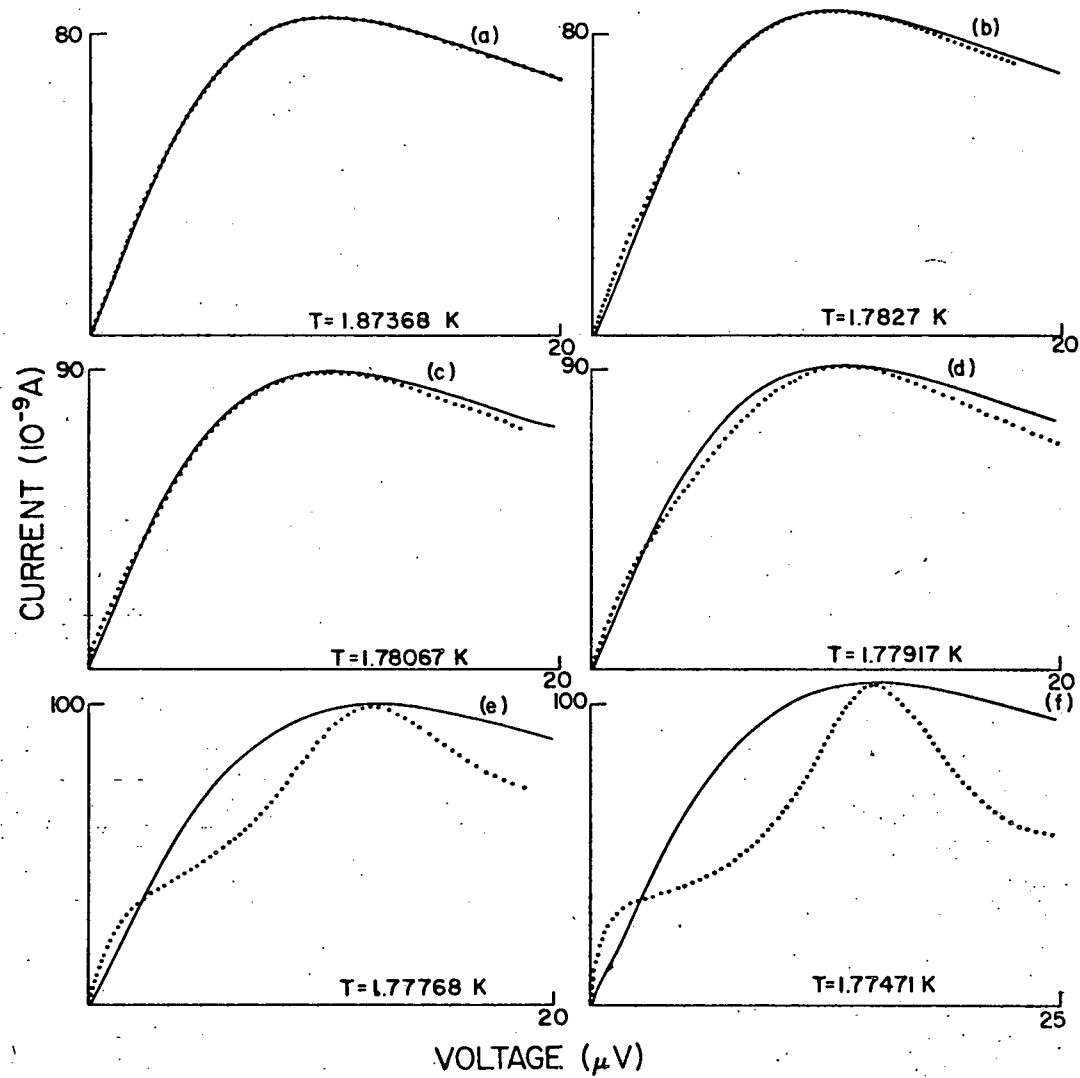 80
(a)
T=1.87368 K
20
80
(b)
T=1.7827 K
20
90
(c)
T=1.78067 K
20
90
(d)
T=1.77917 K
20
100
(e)
T=1.77768 K
20
100
(f)
T=1.77471 K
25
CURRENT (10⁻⁹A)
VOLTAGE (μV)